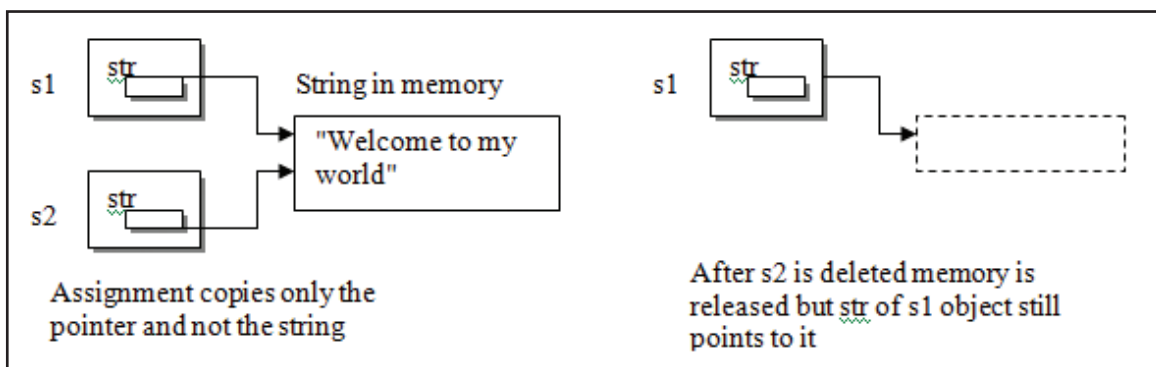 str
s1
String in memory
"Welcome to my
world"
str
s2
Assignment copies only the
pointer and not the string
str
s1
After s2 is deleted memory is
released but str of s1 object still
points to it